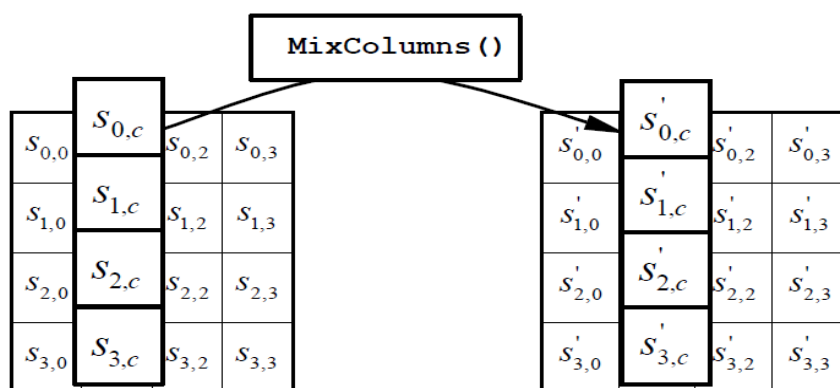 MixColumns()
s0,0 s0,c s0,2 s0,3 s'0,0 s'0,c s'0,2 s'0,3
s1,0 s1,c s1,2 s1,3 s'1,0 s'1,c s'1,2 s'1,3
s2,0 s2,c s2,2 s2,3 s'2,0 s'2,c s'2,2 s'2,3
s3,0 s3,c s3,2 s3,3 s'3,0 s'3,c s'3,2 s'3,3